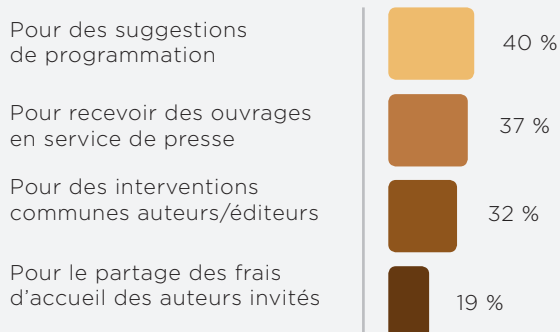 Pour des suggestions
de programmation
40 %
Pour recevoir des ouvrages
en service de presse
37 %
Pour des interventions
communes auteurs/éditeurs
32 %
Pour le partage des frais
d’accueil des auteurs invités
19 %